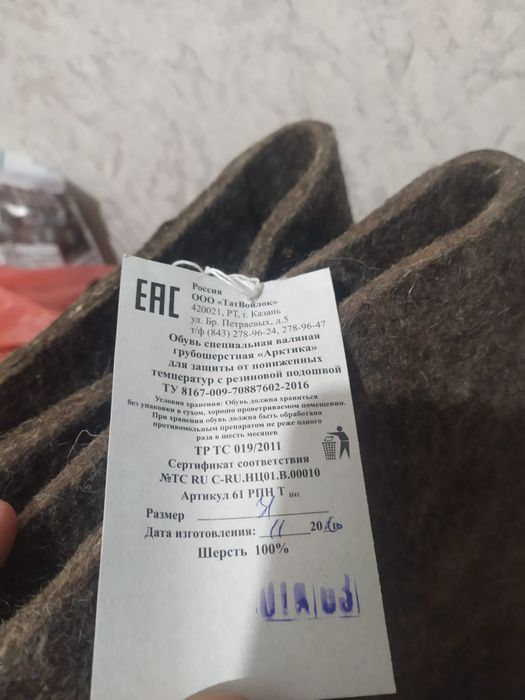 EAC
Россия
ООО «ТатВойлок»
420021, РТ, г. Казань
ул. Бр. Петряевых, д.5
т/ф (843) 278-96-24, 278-96-47
Обувь специальная валяная
грубошерстная «Арктика»
для защиты от пониженных
температур с резиновой подошвой
ТУ 8167-009-70887602-2016
Условия хранения: Обувь должна храниться
без упаковки в сухом, хорошо проветриваемом помещении.
При хранении обувь должна быть обработана
противомольным препаратом не реже одного
раза в шесть месяцев
ТР ТС 019/2011
Сертификат соответствия
№ТС RU C-RU.НЦ01.В.00010
Артикул 61 РПН Т
Размер
Дата изготовления: 11 20
Шерсть 100%